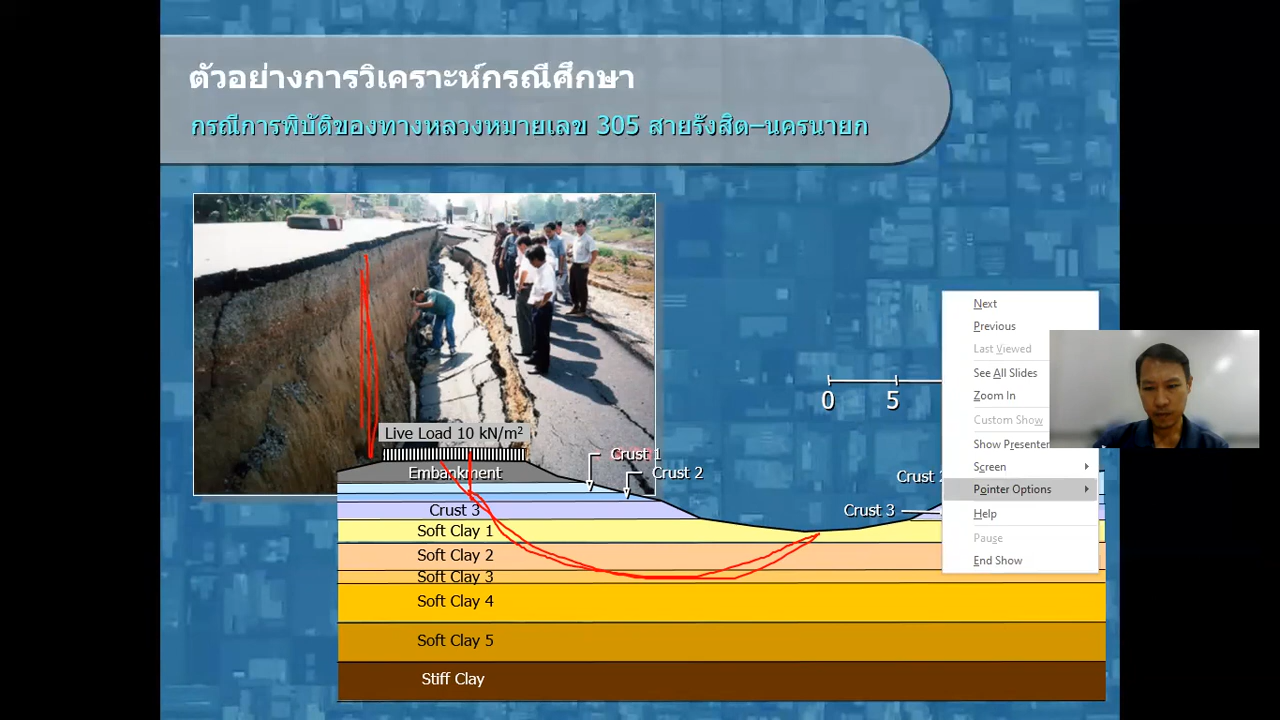 ตัวอย่างการวิเคราะห์กรณีศึกษา
กรณีการพิบัติของทางหลวงหมายเลข 305 สายรังสิต–นครนายก
Live Load 10 kN/m²
Embankment
Crust 1
Crust 2
Crust 3
Soft Clay 1
Soft Clay 2
Soft Clay 3
Soft Clay 4
Soft Clay 5
Stiff Clay
0 5
Crust
Crust 3
Next
Previous
Last Viewed
See All Slides
Zoom In
Custom Show
Show Presenter
Screen
Pointer Options
Help
Pause
End Show